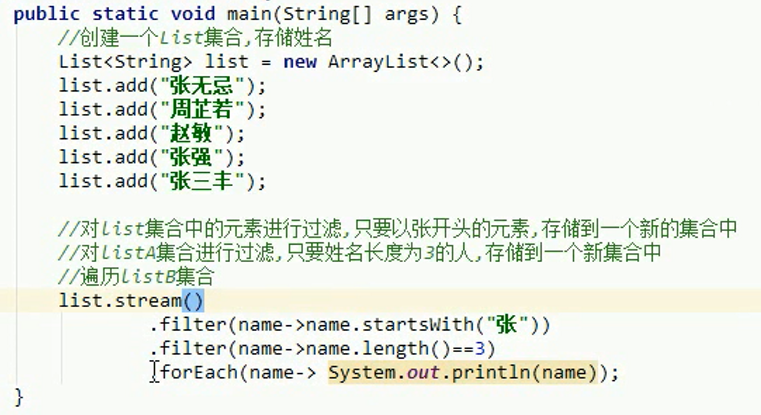 public static void main(String[] args) {
//创建一个List集合,存储姓名
List<String> list = new ArrayList<>();
list.add("张无忌");
list.add("周芷若");
list.add("赵敏");
list.add("张强");
list.add("张三丰");
//对list集合中的元素进行过滤,只要以张开头的元素,存储到一个新的集合中
//对listA集合进行过滤,只要姓名长度为3的人,存储到一个新集合中
//遍历listB集合
list.stream()
.filter(name->name.startsWith("张"))
.filter(name->name.length()==3)
.forEach(name-> System.out.println(name));
}